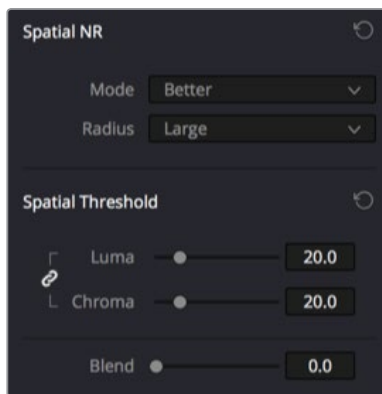 Spatial NR
Mode Better
Radius Large
Spatial Threshold
Luma 20.0
Chroma 20.0
Blend 0.0